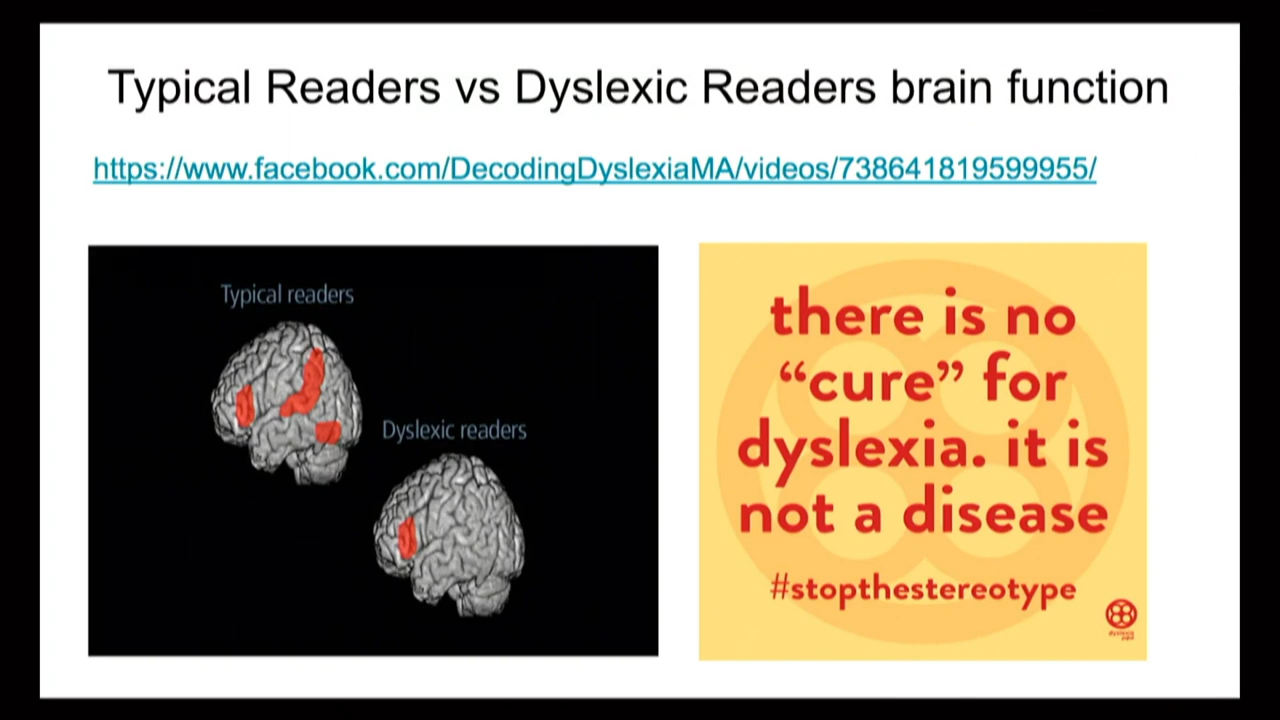 Typical Readers vs Dyslexic Readers brain function
https://www.facebook.com/DecodingDyslexiaMA/videos/738641819599955/
Typical readers
Dyslexic readers
there is no
“cure” for
dyslexia. it is
not a disease
#stopthestereotype